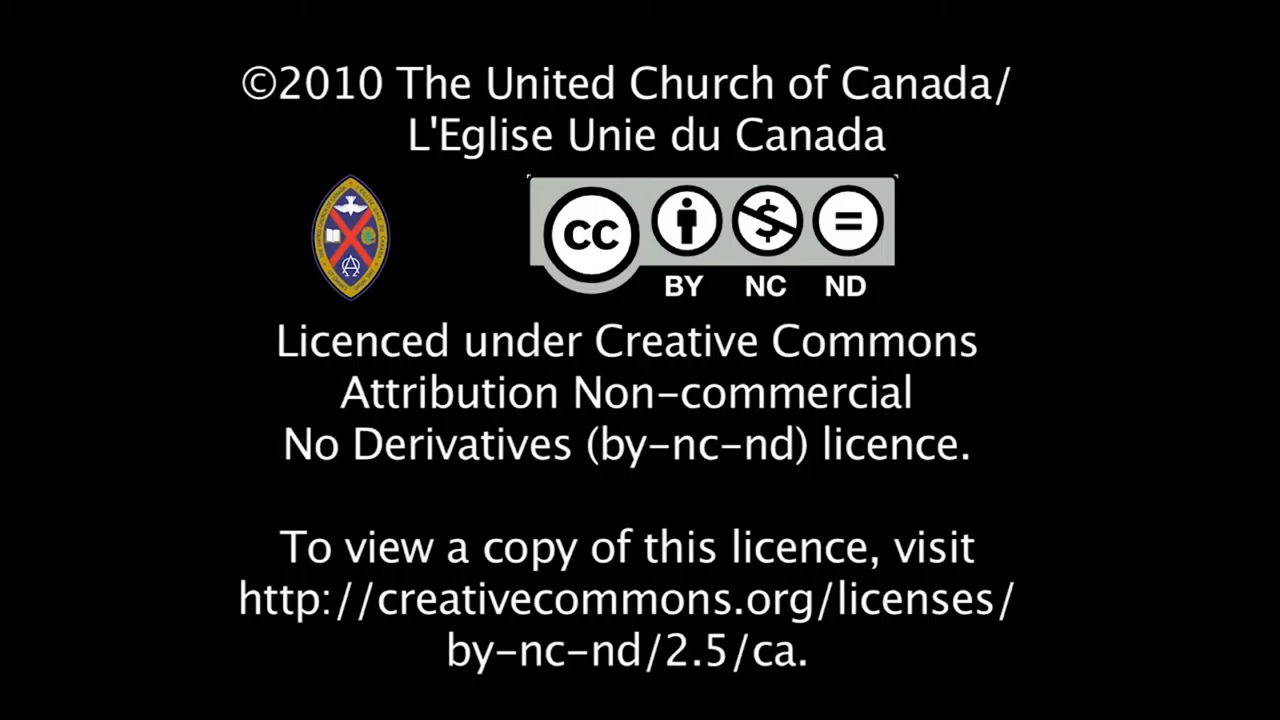 ©2010 The United Church of Canada/
L'Eglise Unie du Canada
CC
BY NC ND
Licenced under Creative Commons
Attribution Non-commercial
No Derivatives (by-nc-nd) licence.
To view a copy of this licence, visit
http://creativecommons.org/licenses/
by-nc-nd/2.5/ca.